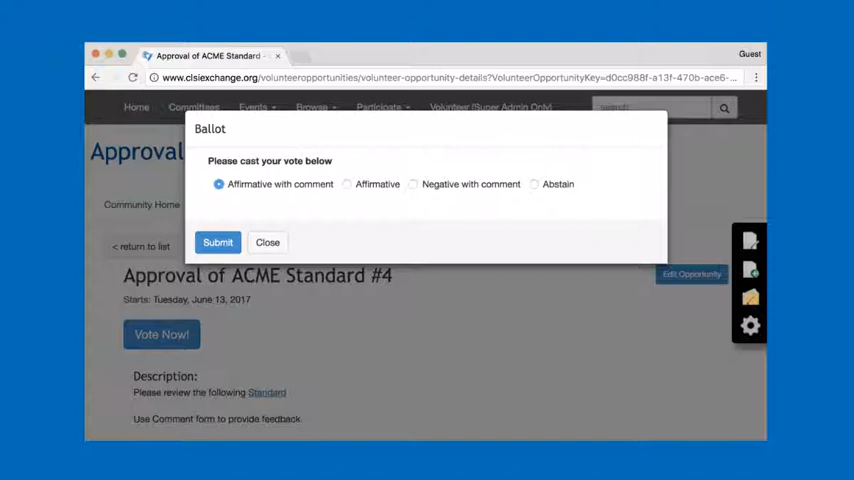 Approval of ACME Standard -
Guest
www.clsiexchange.org/volunteeropportunities/volunteer-opportunity-details?VolunteerOpportunityKey=d0cc988f-a13f-470b-ace6-...
Home Committees Events Browse Participate Volunteer (Super Admin Only) search
Ballot
Approval
Please cast your vote below
Affirmative with comment Affirmative Negative with comment Abstain
Community Home
Submit Close
< return to list
Approval of ACME Standard #4
Edit Opportunity
Starts: Tuesday, June 13, 2017
Vote Now!
Description:
Please review the following Standard
Use Comment form to provide feedback.